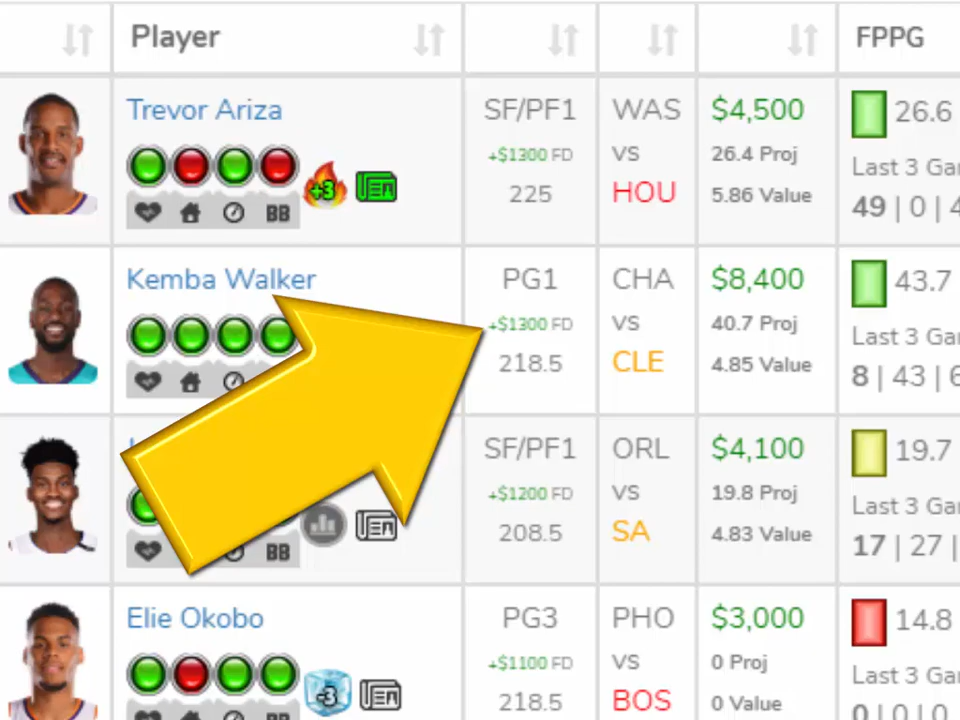 Player FPPG
Trevor Ariza SF/PF1 WAS $4,500 26.6
+$1300 FD VS 26.4 Proj
Last 3
+3 225 HOU 5.86 Value
BB 49 | 0 | 4
Kemba Walker PG1 CHA $8,400 43.7
+$1300 FD VS 40.7 Proj
Last 3
218.5 CLE 4.85 Value
8 | 43 |
SF/PF1 ORL $4,100 19.7
+$1200 FD VS 19.8 Proj
Last 3
208.5 SA 4.83 Value
BB 17 | 27 |
Elie Okobo PG3 PHO $3,000 14.8
+$1100 FD VS 0 Proj
Last 3
-3 218.5 BOS 0 Value
0 | 0 | 0